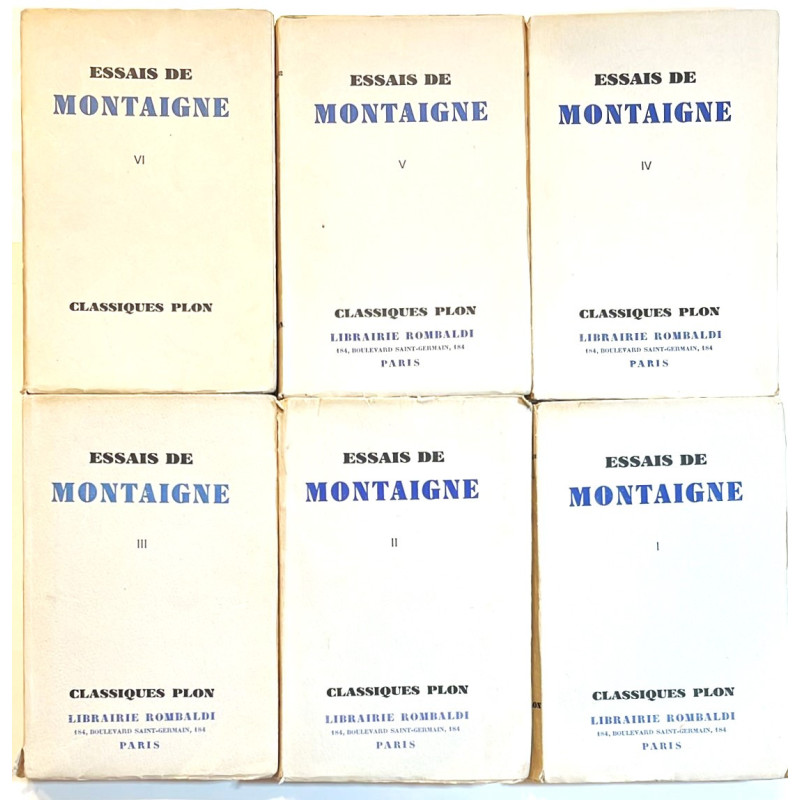 ESSAIS DE
MONTAIGNE
VI
CLASSIQUES PLON
ESSAIS DE
MONTAIGNE
V
CLASSIQUES PLON
LIBRAIRIE ROMBALDI
184, BOULEVARD SAINT-GERMAIN, 184
PARIS
ESSAIS DE
MONTAIGNE
IV
CLASSIQUES PLON
LIBRAIRIE ROMBALDI
184, BOULEVARD SAINT-GERMAIN, 184
PARIS
ESSAIS DE
MONTAIGNE
III
CLASSIQUES PLON
LIBRAIRIE ROMBALDI
184, BOULEVARD SAINT-GERMAIN, 184
PARIS
ESSAIS DE
MONTAIGNE
II
CLASSIQUES PLON
LIBRAIRIE ROMBALDI
184, BOULEVARD SAINT-GERMAIN, 184
PARIS
ESSAIS DE
MONTAIGNE
I
CLASSIQUES PLON
LIBRAIRIE ROMBALDI
184, BOULEVARD SAINT-GERMAIN, 184
PARIS